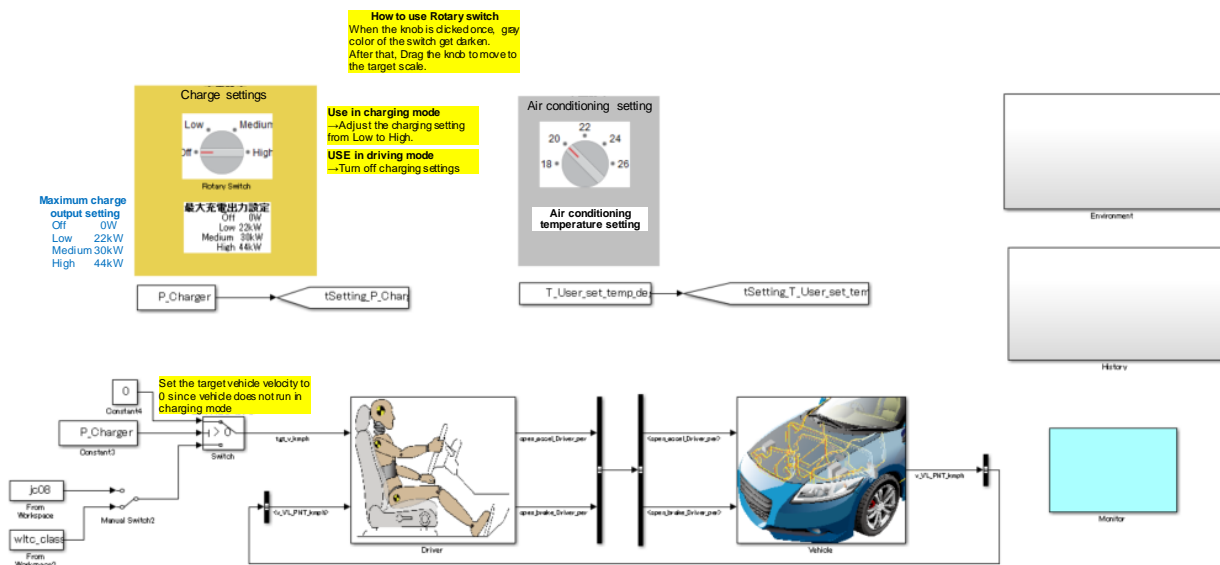 How to use Rotary switch
When the knob is clicked once, gray
color of the switch get darken.
After that, Drag the knob to move to
the target scale.
Charge settings
Low
Medium
Off
High
Rotary Switch
最大充電出力設定
Off 0W
Low 22kW
Medium 30kW
High 44kW
Use in charging mode
→Adjust the charging setting
from Low to High.
USE in driving mode
→Turn off charging settings
Maximum charge
output setting
Off 0W
Low 22kW
Medium 30kW
High 44kW
Air conditioning setting
22
20
24
18
26
Air conditioning
temperature setting
Environment
P_Charger
tSetting_P_Char
T_User_set_temp_de
tSetting_T_User_set_tem
History
Set the target vehicle velocity to
0 since vehicle does not run in
charging mode
0
Constant4
P_Charger
Constant3
> 0
Switch
tgt_v_kmph
jc08
From
Workspace
Manual Switch2
wltc_class
From
<v_VL_PNT_kmph>
Driver
open_accel_Driver_per
open_brake_Driver_per
<open_accel_Driver_per>
<open_brake_Driver_per>
Vehicle
v_VL_PNT_kmph
Monitor